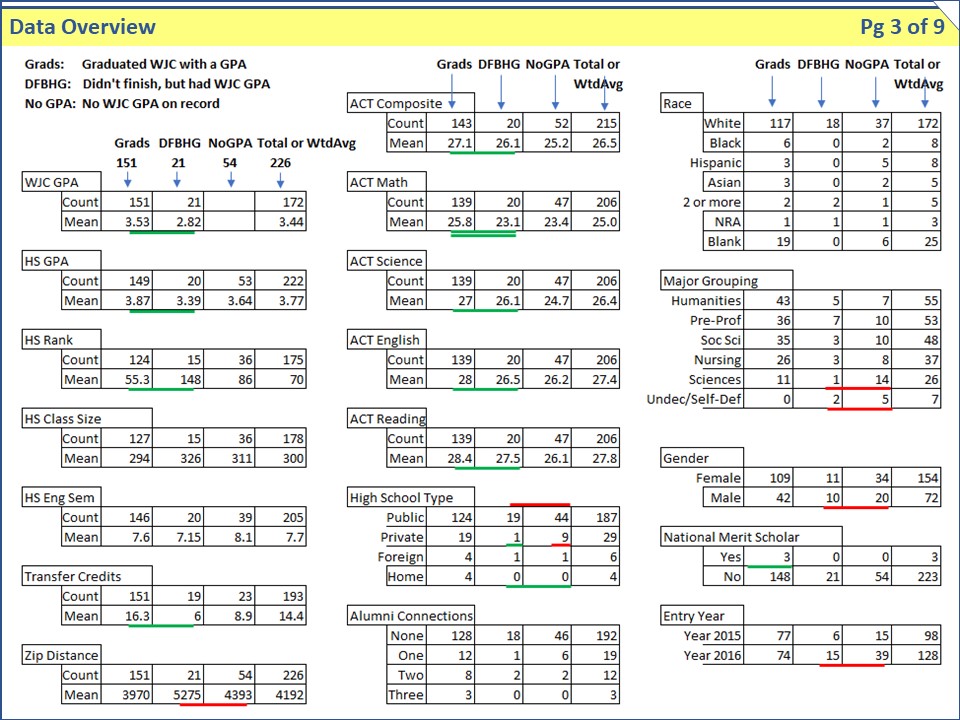 Data Overview Pg 3 of 9
Grads: Graduated WJC with a GPA
DFBHG: Didn't finish, but had WJC GPA
No GPA: No WJC GPA on record
Grads DFBHG NoGPA Total or WtdAvg
151 21 54 226
WJC GPA
Count 151 21 172
Mean 3.53 2.82 3.44
HS GPA
Count 149 20 53 222
Mean 3.87 3.39 3.64 3.77
HS Rank
Count 124 15 36 175
Mean 55.3 148 86 70
HS Class Size
Count 127 15 36 178
Mean 294 326 311 300
HS Eng Sem
Count 146 20 39 205
Mean 7.6 7.15 8.1 7.7
Transfer Credits
Count 151 19 23 193
Mean 16.3 6 8.9 14.4
Zip Distance
Count 151 21 54 226
Mean 3970 5275 4393 4192
Grads DFBHG NoGPA Total or
WtdAvg
ACT Composite
Count 143 20 52 215
Mean 27.1 26.1 25.2 26.5
ACT Math
Count 139 20 47 206
Mean 25.8 23.1 23.4 25.0
ACT Science
Count 139 20 47 206
Mean 27 26.1 24.7 26.4
ACT English
Count 139 20 47 206
Mean 28 26.5 26.2 27.4
ACT Reading
Count 139 20 47 206
Mean 28.4 27.5 26.1 27.8
High School Type
Public 124 19 44 187
Private 19 1 9 29
Foreign 4 1 1 6
Home 4 0 0 4
Alumni Connections
None 128 18 46 192
One 12 1 6 19
Two 8 2 2 12
Three 3 0 0 3
Grads DFBHG NoGPA Total or
WtdAvg
Race
White 117 18 37 172
Black 6 0 2 8
Hispanic 3 0 5 8
Asian 3 0 2 5
2 or more 2 2 1 5
NRA 1 1 1 3
Blank 19 0 6 25
Major Grouping
Humanities 43 5 7 55
Pre-Prof 36 7 10 53
Soc Sci 35 3 10 48
Nursing 26 3 8 37
Sciences 11 1 14 26
Undec/Self-Def 0 2 5 7
Gender
Female 109 11 34 154
Male 42 10 20 72
National Merit Scholar
Yes 3 0 0 3
No 148 21 54 223
Entry Year
Year 2015 77 6 15 98
Year 2016 74 15 39 128